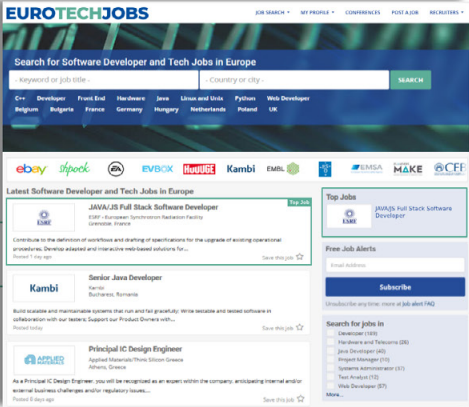 EUROTECHJOBS
JOB SEARCH
MY PROFILE
CONFERENCES
POST A JOB
RECRUITERS
Search for Software Developer and Tech Jobs in Europe
- Keyword or Job title -
- Country or city -
SEARCH
C++ Developer Front End Hardware Java Linux and Unix Python Web Developer
Belgium Bulgaria France Germany Hungary Netherlands Poland UK
ebay shpock EA EVBOX HUUUGE Kambi EMBL EMSA MAKE CFB
Latest Software Developer and Tech Jobs in Europe
Top Job
JAVA/JS Full Stack Software Developer
ESRF
ESRF - European Synchrotron Radiation Facility
Grenoble, France
Contribute to the definition of workflows and drafting of specifications for the upgrade of existing operational
procedures. Develop adapted and interactive web-based solutions for...
Posted 1 day ago
Save this job
Senior Java Developer
Kambi
Kambi
Bucharest, Romania
Build scalable and maintainable systems that run and fail gracefully; Write testable and tested software in
collaboration with our testers; Support our Product Owners with...
Posted today
Save this job
Principal IC Design Engineer
APPLIED MATERIALS
Applied Materials/Think Silicon Greece
Athens, Greece
As a Principal IC Design Engineer, you will be recognized as an expert within the company, anticipating internal and/or
external business challenges and/or regulatory issues....
Posted 8 days ago
Save this job
Top Jobs
ESRF
JAVA/JS Full Stack Software
Developer
Free Job Alerts
Email Address
Subscribe
Unsubscribe any time: more at Job alert FAQ
Search for jobs in
Developer (189)
Hardware and Telecoms (26)
Java Developer (40)
Project Manager (10)
Systems Administrator (37)
Test Analyst (12)
Web Developer (57)
More...